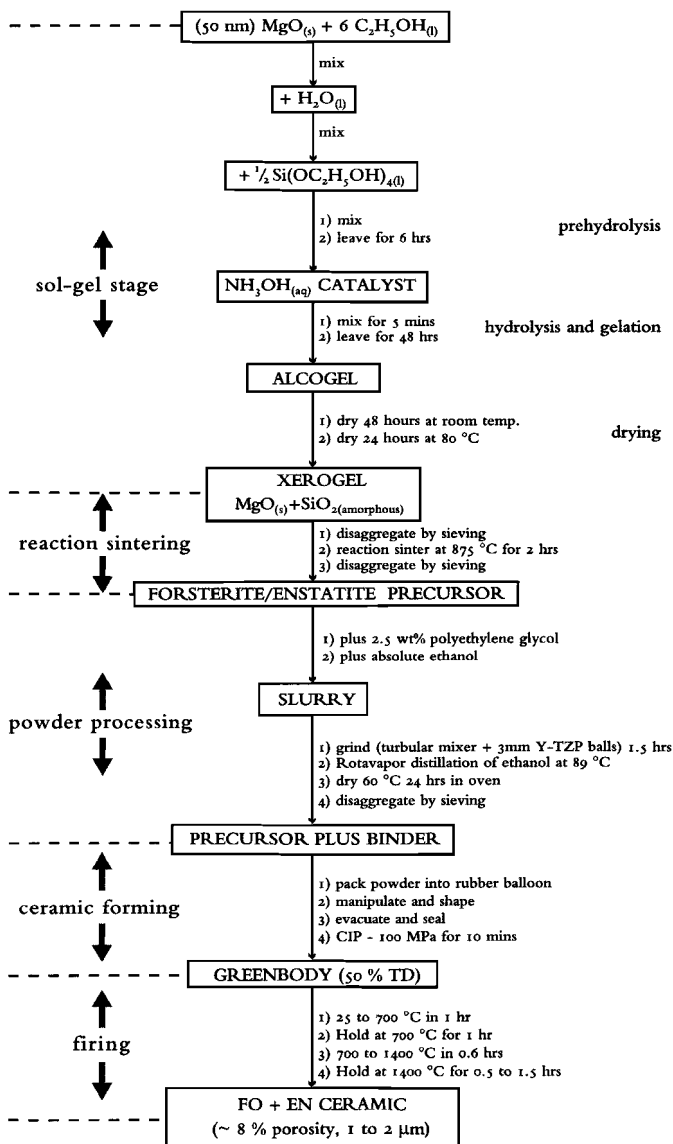 (50 nm) MgO(s) + 6 C2H5OH(l)
mix
+ H2O(l)
mix
+ ½ Si(OC2H5OH)4(l)
1) mix
2) leave for 6 hrs
prehydrolysis
sol-gel stage
NH3OH(aq) CATALYST
1) mix for 5 mins
2) leave for 48 hrs
hydrolysis and gelation
ALCOGEL
1) dry 48 hours at room temp.
2) dry 24 hours at 80 °C
drying
XEROGEL
MgO(s)+SiO2(amorphous)
reaction sintering
1) disaggregate by sieving
2) reaction sinter at 875 °C for 2 hrs
3) disaggregate by sieving
FORSTERITE/ENSTATITE PRECURSOR
1) plus 2.5 wt% polyethylene glycol
2) plus absolute ethanol
SLURRY
powder processing
1) grind (turbular mixer + 3mm Y-TZP balls) 1.5 hrs
2) Rotavapor distillation of ethanol at 89 °C
3) dry 60 °C 24 hrs in oven
4) disaggregate by sieving
PRECURSOR PLUS BINDER
ceramic forming
1) pack powder into rubber balloon
2) manipulate and shape
3) evacuate and seal
4) CIP - 100 MPa for 10 mins
GREENBODY (50 % TD)
firing
1) 25 to 700 °C in 1 hr
2) Hold at 700 °C for 1 hr
3) 700 to 1400 °C in 0.6 hrs
4) Hold at 1400 °C for 0.5 to 1.5 hrs
FO + EN CERAMIC
(~ 8 % porosity, 1 to 2 µm)